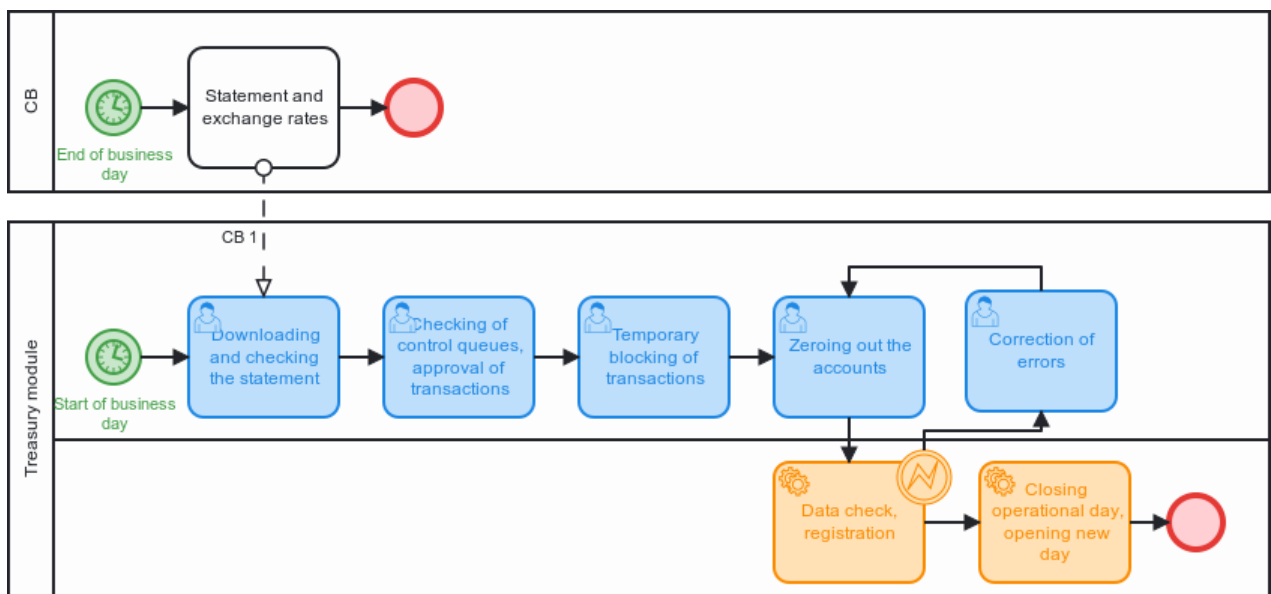 CB
Statement and
exchange rates
End of business
day
CB 1
Treasury module
Start of business
day
Downloading
and checking
the statement
Checking of
control queues,
approval of
transactions
Temporary
blocking of
transactions
Zeroing out the
accounts
Correction of
errors
Data check,
registration
Closing
operational day,
opening new
day